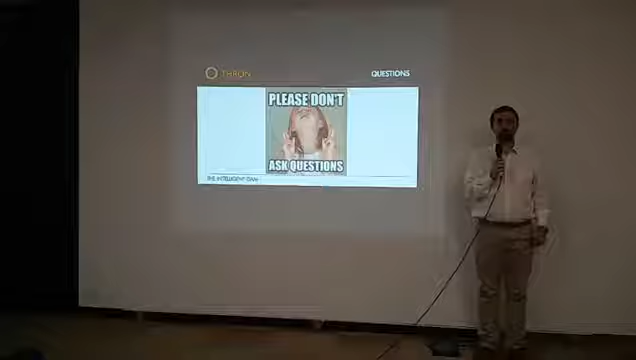 THRON
QUESTIONS
PLEASE DON'T
ASK QUESTIONS
THE INTELLIGENT DAM